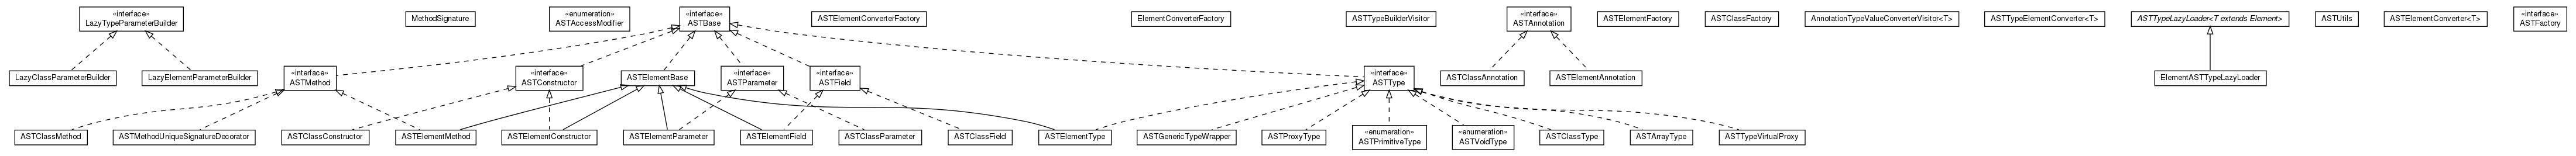 «interface»
LazyTypeParameterBuilder
MethodSignature
«enumeration»
ASTAccessModifier
«interface»
ASTBase
ASTElementConverterFactory
ElementConverterFactory
ASTTypeBuilderVisitor
«interface»
ASTAnnotation
ASTElementFactory
ASTClassFactory
AnnotationTypeValueConverterVisitor<T>
ASTTypeElementConverter<T>
ASTTypeLazyLoader<T extends Element>
ASTUtils
ASTElementConverter<T>
«interface»
ASTFactory
LazyClassParameterBuilder
LazyElementParameterBuilder
«interface»
ASTMethod
«interface»
ASTConstructor
ASTElementBase
«interface»
ASTParameter
«interface»
ASTField
«interface»
ASTType
ASTClassAnnotation
ASTElementAnnotation
ElementASTTypeLazyLoader
ASTClassMethod
ASTMethodUniqueSignatureDecorator
ASTClassConstructor
ASTElementMethod
ASTElementConstructor
ASTElementParameter
ASTElementField
ASTClassParameter
ASTClassField
ASTElementType
ASTGenericTypeWrapper
ASTProxyType
«enumeration»
ASTPrimitiveType
«enumeration»
ASTVoidType
ASTClassType
ASTArrayType
ASTTypeVirtualProxy